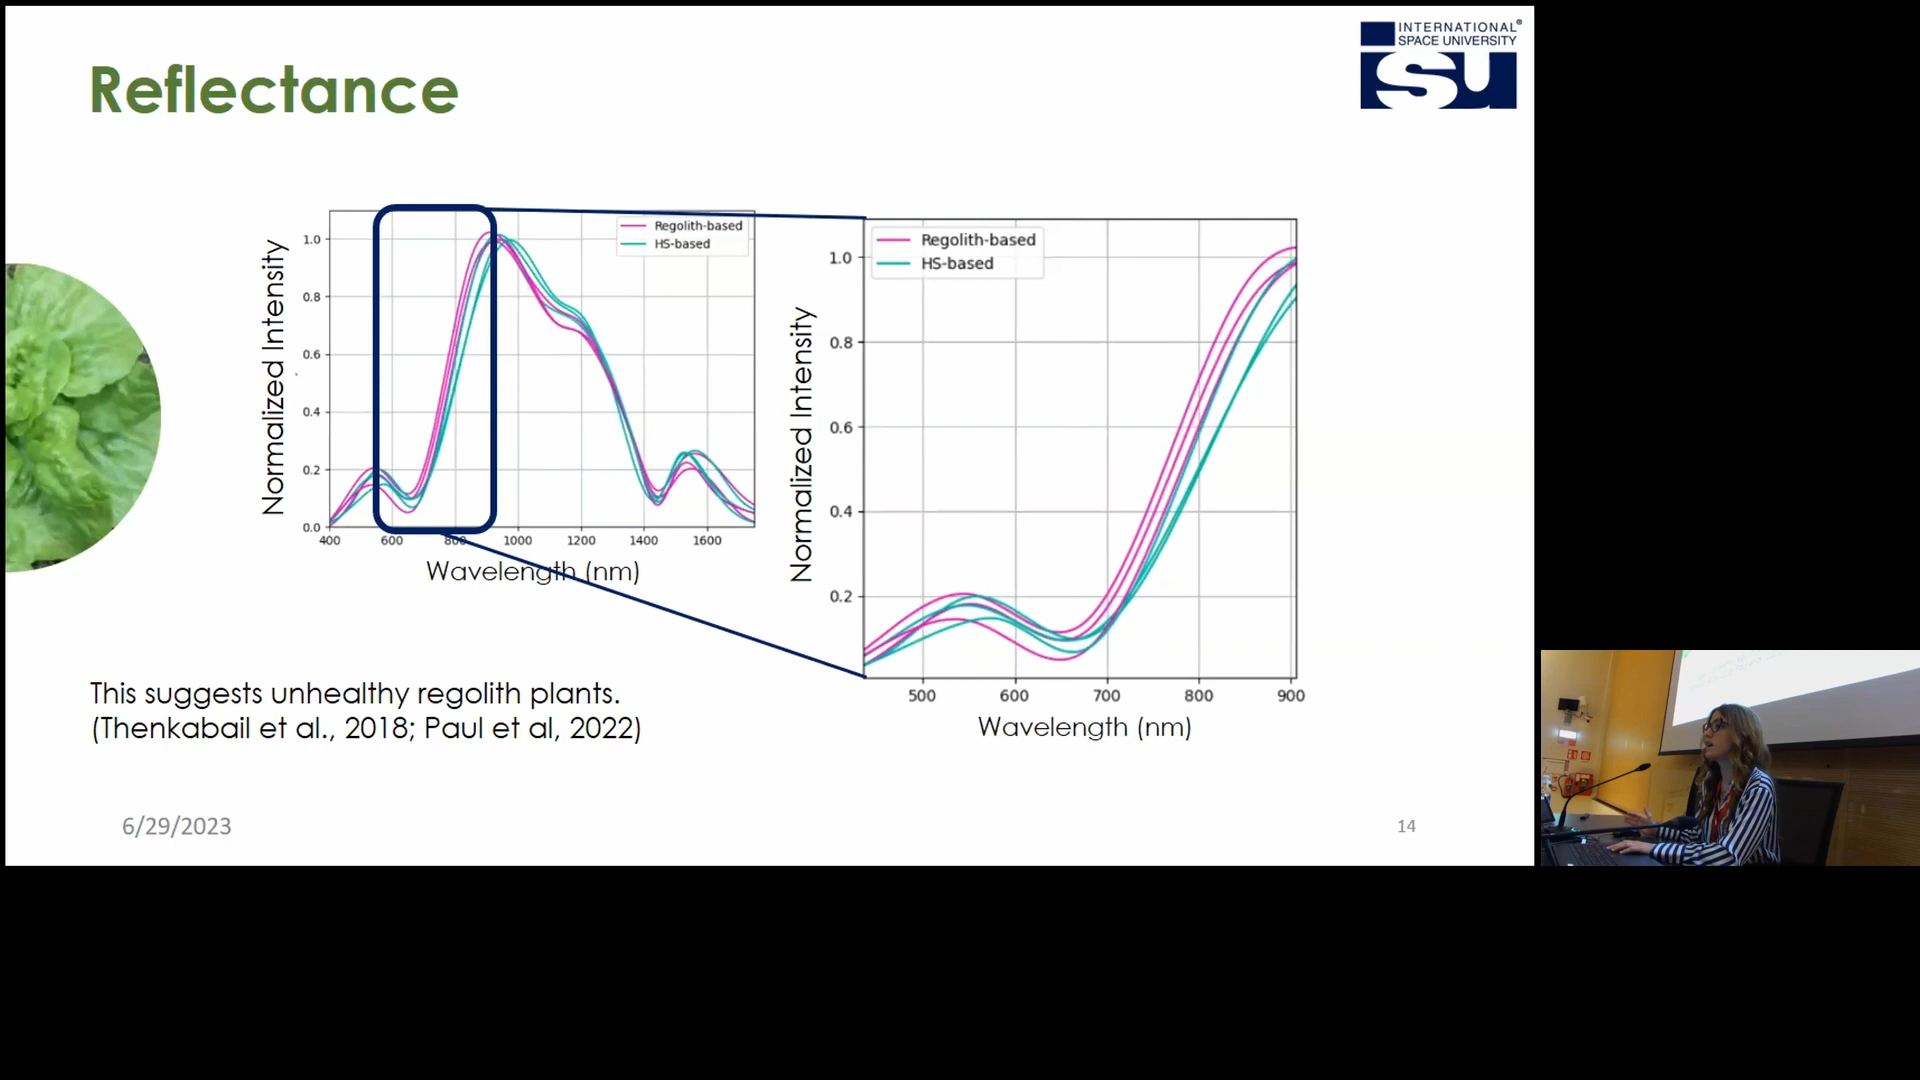 INTERNATIONAL®
SPACE UNIVERSITY
isu
Reflectance
Normalized Intensity
1.0
0.8
0.6
0.4
0.2
0.0
400 600 800 1000 1200 1400 1600
Wavelength (nm)
Regolith-based
HS-based
Normalized Intensity
1.0
0.8
0.6
0.4
0.2
500 600 700 800 900
Wavelength (nm)
Regolith-based
HS-based
This suggests unhealthy regolith plants.
(Thenkabail et al., 2018; Paul et al, 2022)
6/29/2023
14